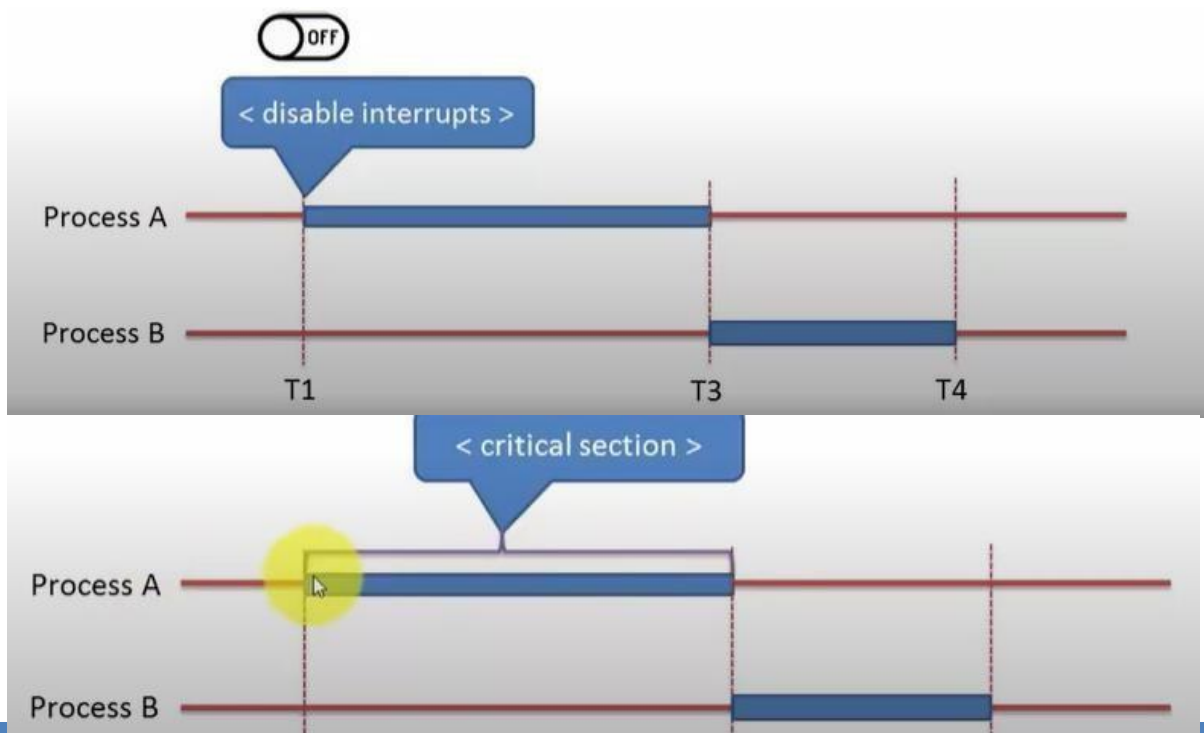 OFF
< disable interrupts >
Process A
Process B
T1 T3 T4
< critical section >
Process A
Process B